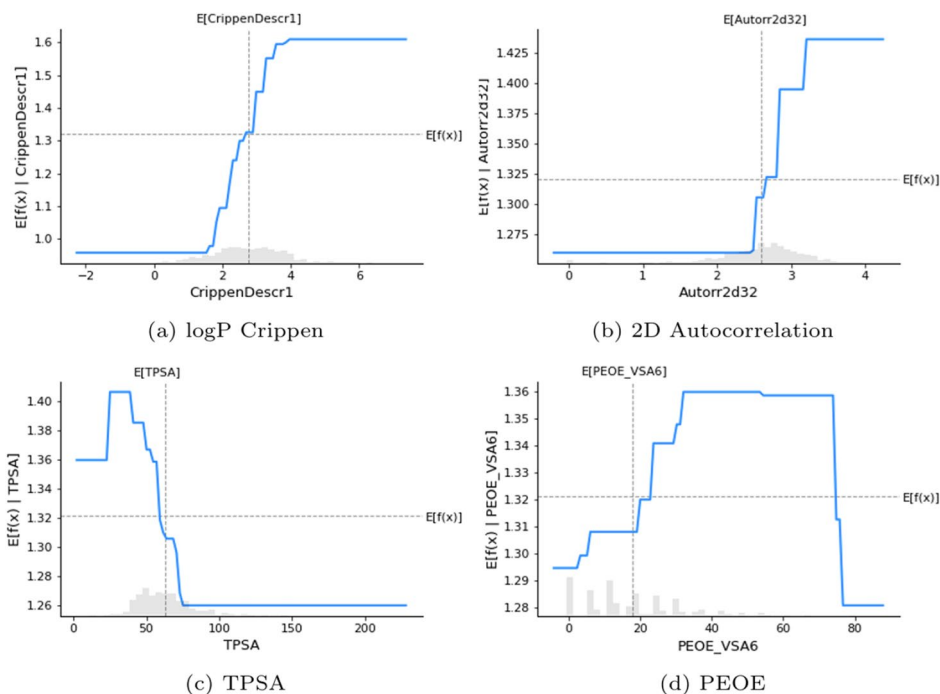 E[CrippenDescr1]
1.6
1.5
1.4
1.3
1.2
1.1
1.0
E[f(x) | CrippenDescr1]
E[f(x)]
−2 0 2 4 6
CrippenDescr1
(a) logP Crippen
E[Autorr2d32]
1.425
1.400
1.375
1.350
1.325
1.300
1.275
E[f(x) | Autorr2d32]
E[f(x)]
0 1 2 3 4
Autorr2d32
(b) 2D Autocorrelation
E[TPSA]
1.40
1.38
1.36
1.34
1.32
1.30
1.28
1.26
E[f(x) | TPSA]
E[f(x)]
0 50 100 150 200
TPSA
(c) TPSA
E[PEOE_VSA6]
1.36
1.35
1.34
1.33
1.32
1.31
1.30
1.29
1.28
E[f(x) | PEOE_VSA6]
E[f(x)]
0 20 40 60 80
PEOE_VSA6
(d) PEOE